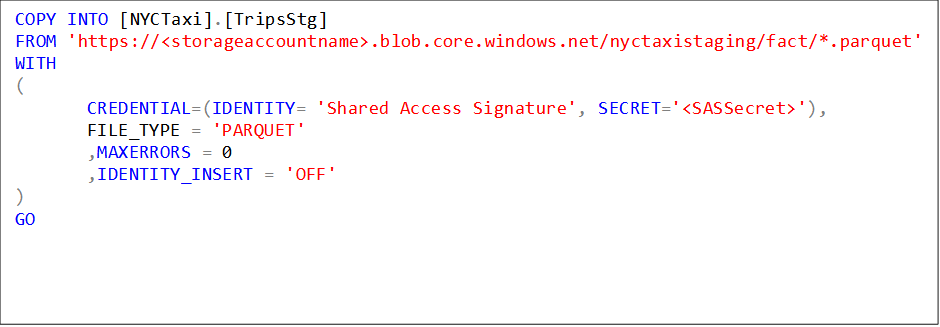 COPY INTO [NYCTaxi].[TripsStg]
FROM 'https://<storageaccountname>.blob.core.windows.net/nyctaxistaging/fact/*.parquet'
WITH
(
CREDENTIAL=(IDENTITY= 'Shared Access Signature', SECRET='<SASSecret>'),
FILE_TYPE = 'PARQUET'
,MAXERRORS = 0
,IDENTITY_INSERT = 'OFF'
)
GO